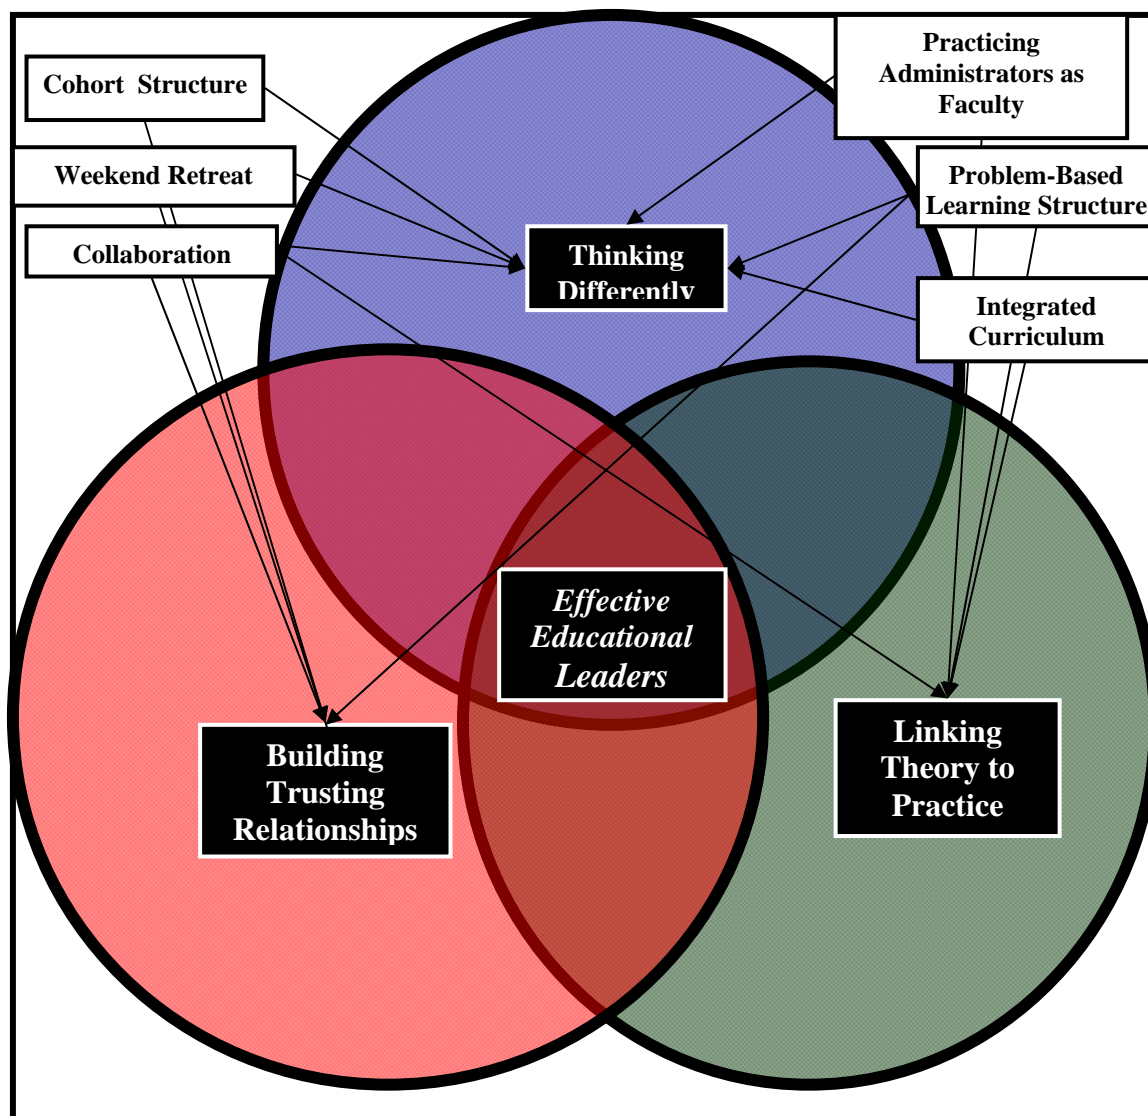 Cohort Structure
Weekend Retreat
Collaboration
Practicing
Administrators as
Faculty
Problem-Based
Learning Structure
Integrated
Curriculum
Thinking
Differently
Effective
Educational
Leaders
Building
Trusting
Relationships
Linking
Theory to
Practice